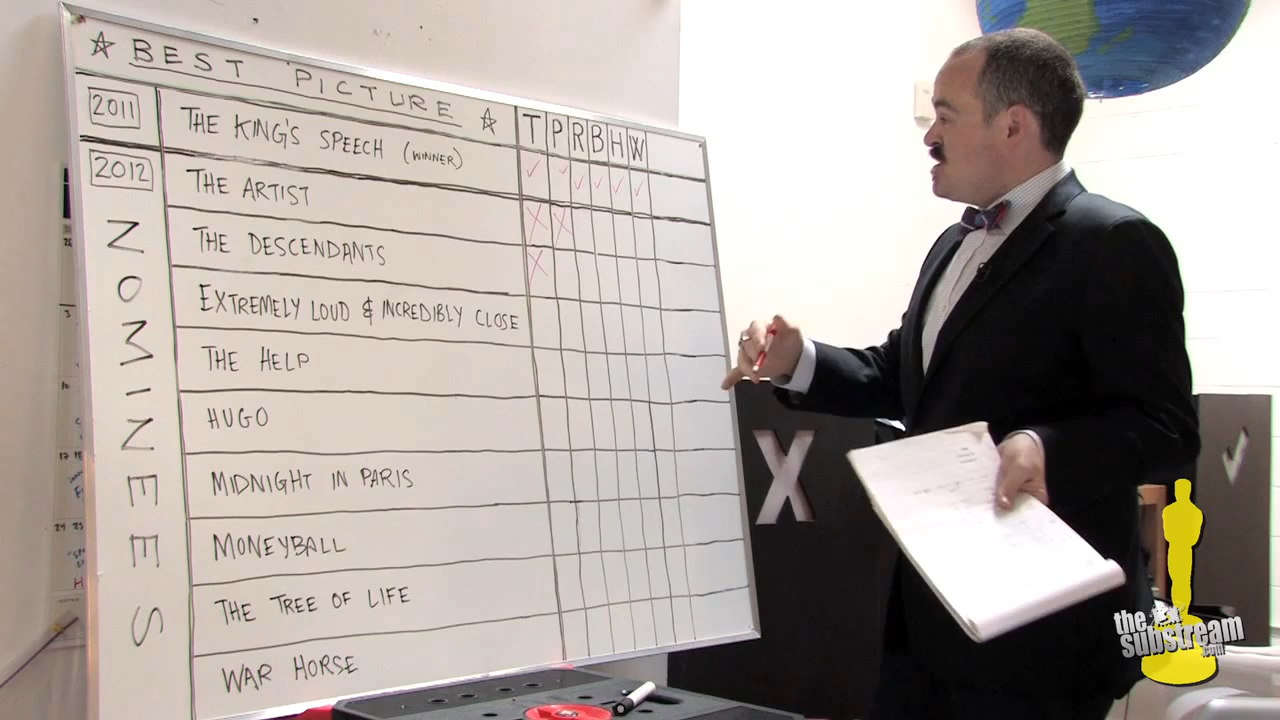 ☆ BEST PICTURE ☆
2011 THE KING'S SPEECH (WINNER) T P R B H W
2012 THE ARTIST
NOMINEES
THE DESCENDANTS
EXTREMELY LOUD & INCREDIBLY CLOSE
THE HELP
HUGO
MIDNIGHT IN PARIS
MONEYBALL
THE TREE OF LIFE
WAR HORSE
X
the
substream
.com